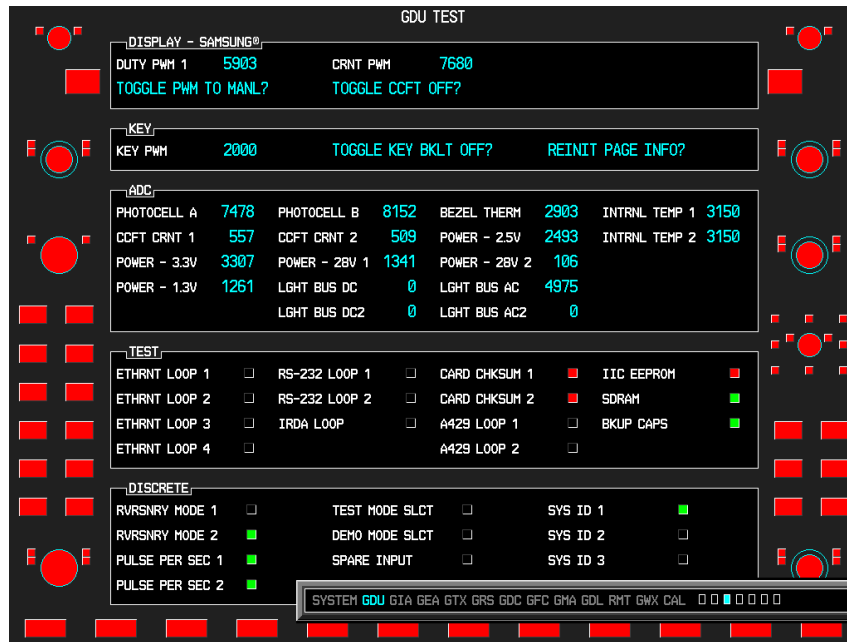 GDU TEST
DISPLAY - SAMSUNG®
DUTY PWM 1 5903 CRNT PWM 7680
TOGGLE PWM TO MANL? TOGGLE CCFT OFF?
KEY
KEY PWM 2000 TOGGLE KEY BKLT OFF? REINIT PAGE INFO?
ADC
PHOTOCELL A 7478 PHOTOCELL B 8152 BEZEL THERM 2903 INTRNL TEMP 1 3150
CCFT CRNT 1 557 CCFT CRNT 2 509 POWER - 2.5V 2493 INTRNL TEMP 2 3150
POWER - 3.3V 3307 POWER - 28V 1 1341 POWER - 28V 2 106
POWER - 1.3V 1261 LGHT BUS DC 0 LGHT BUS AC 4975
LGHT BUS DC2 0 LGHT BUS AC2 0
TEST
ETHRNT LOOP 1 RS-232 LOOP 1 CARD CHKSUM 1 IIC EEPROM
ETHRNT LOOP 2 RS-232 LOOP 2 CARD CHKSUM 2 SDRAM
ETHRNT LOOP 3 IRDA LOOP A429 LOOP 1 BKUP CAPS
ETHRNT LOOP 4 A429 LOOP 2
DISCRETE
RVRSNRY MODE 1 TEST MODE SLCT SYS ID 1
RVRSNRY MODE 2 DEMO MODE SLCT SYS ID 2
PULSE PER SEC 1 SPARE INPUT SYS ID 3
PULSE PER SEC 2
SYSTEM GDU GIA GEA GTX GRS GDC GFC GMA GDL RMT GWX CAL